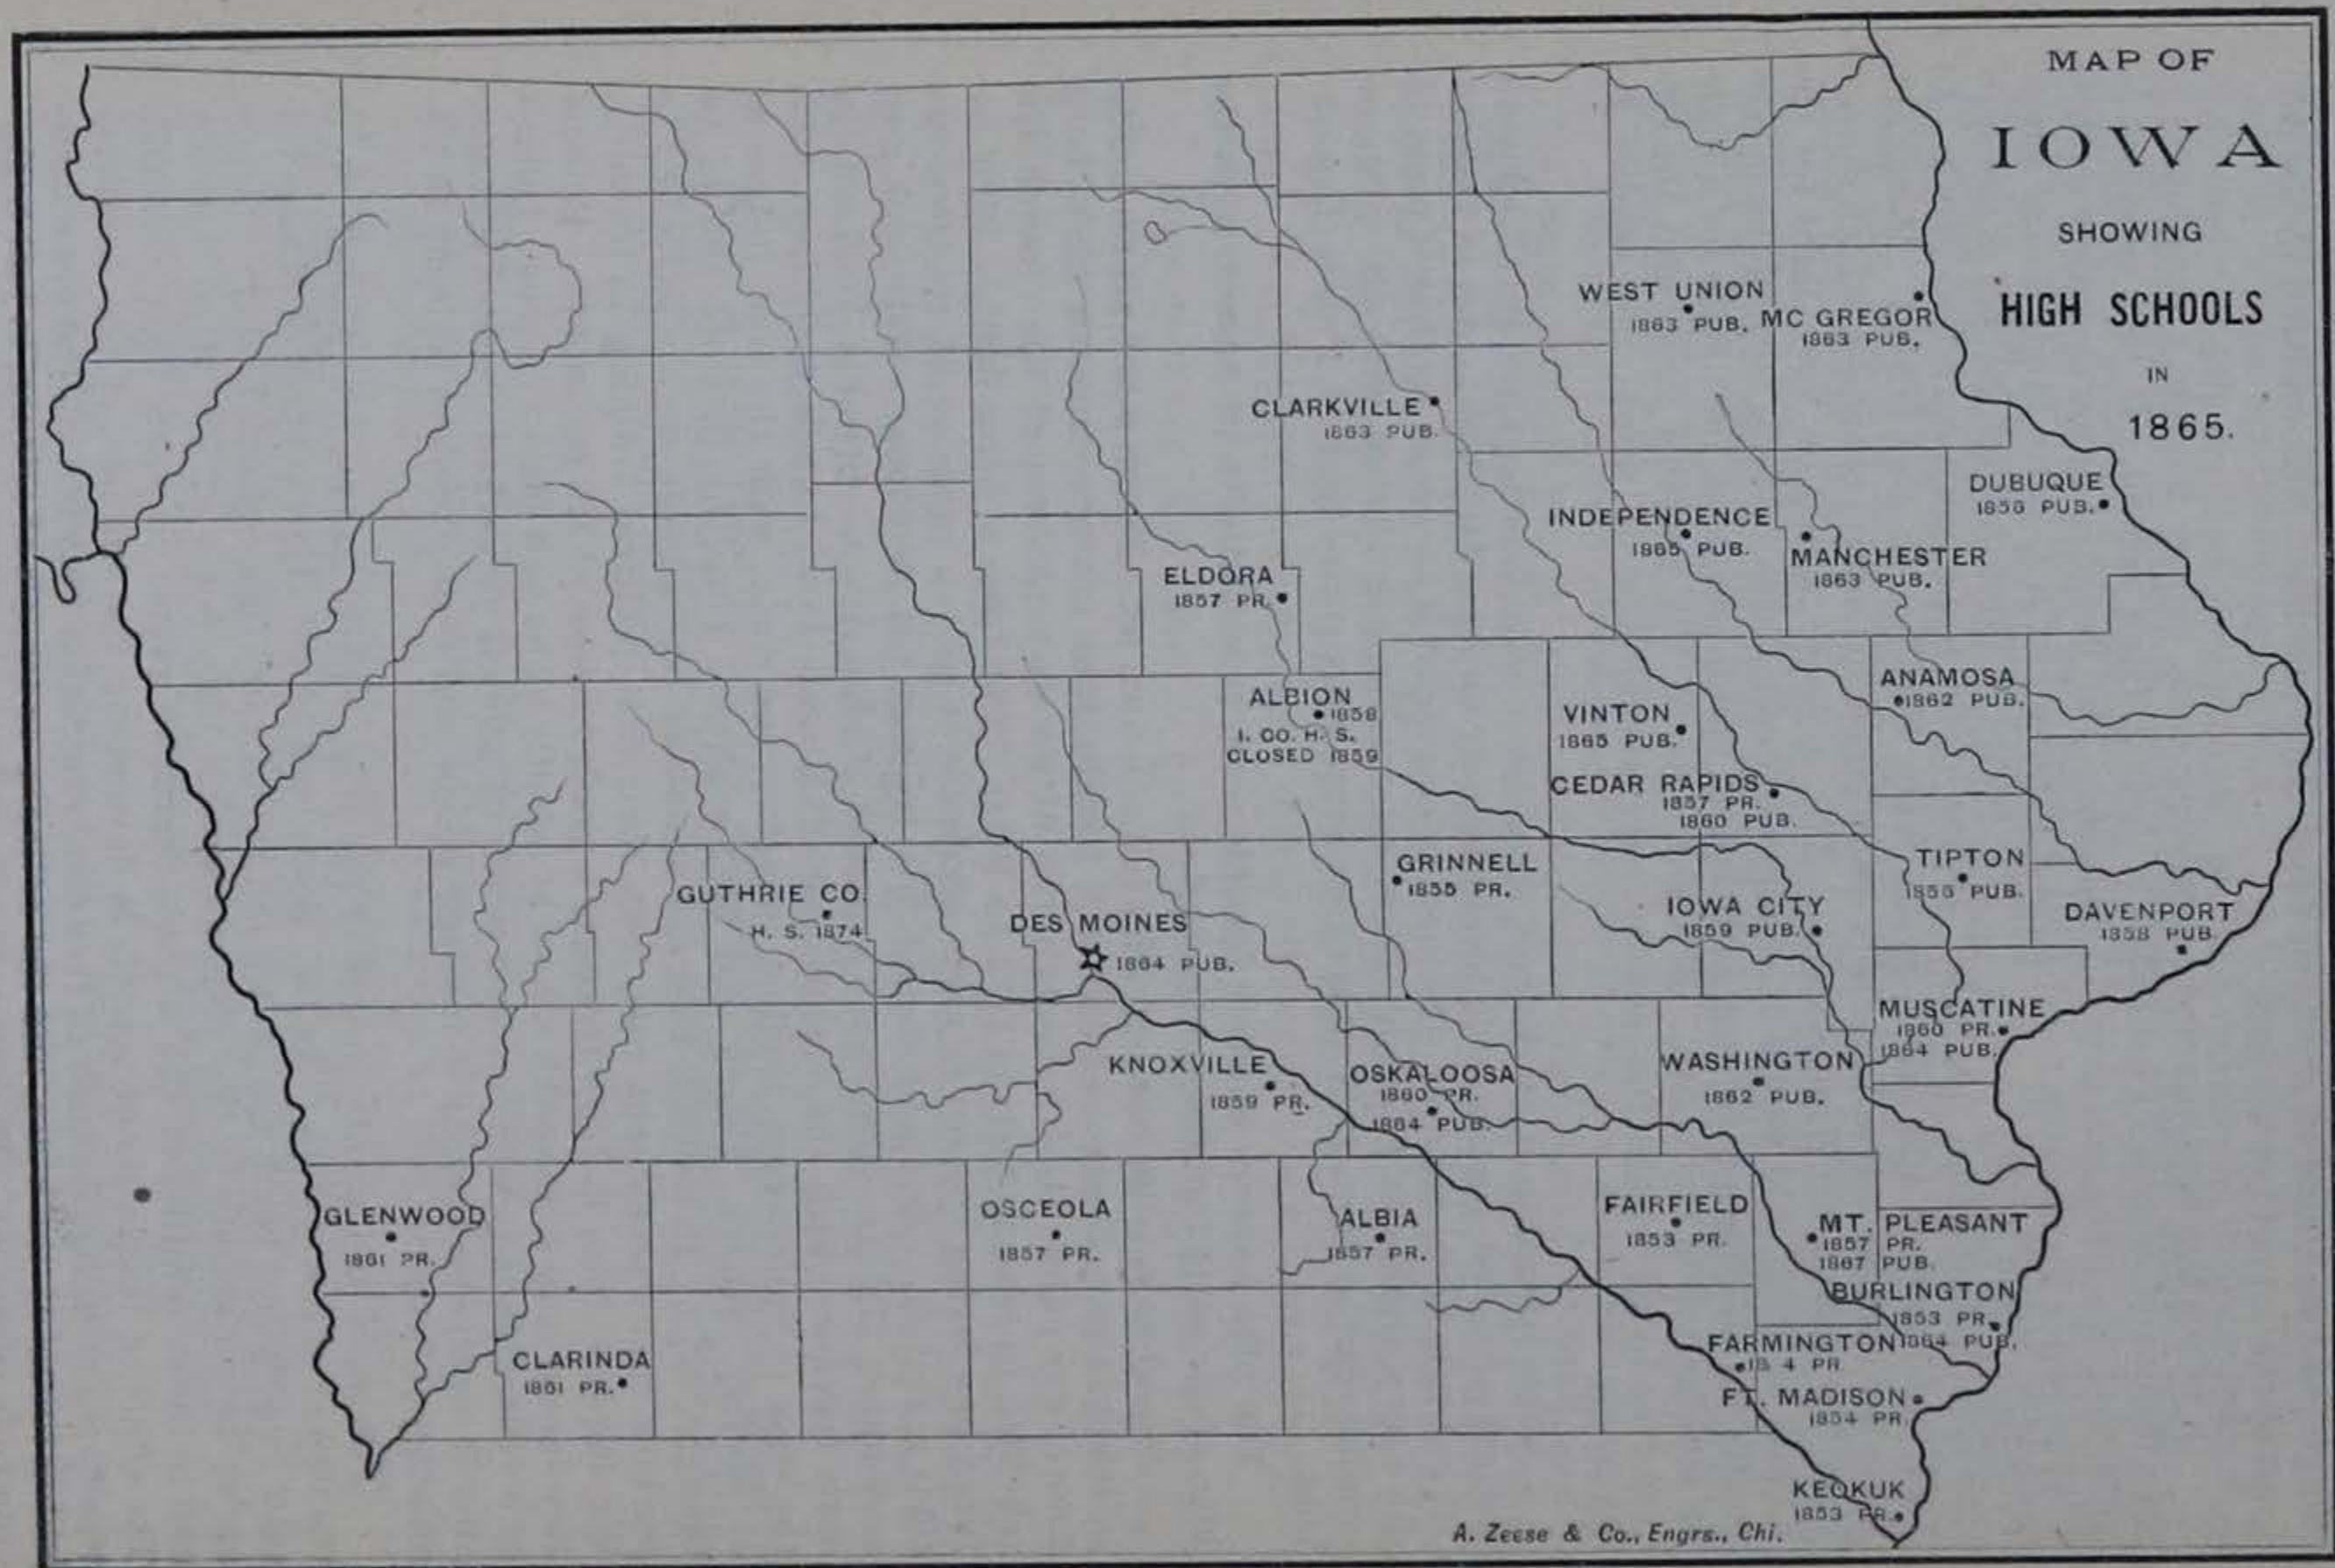 MAP OF
IOWA
SHOWING
HIGH SCHOOLS
IN
1865.
WEST UNION
1863 PUB.
MC GREGOR
1863 PUB.
CLARKVILLE
1863 PUB.
DUBUQUE
1856 PUB.
INDEPENDENCE
1865 PUB.
MANCHESTER
1863 PUB.
ELDORA
1857 PR.
ANAMOSA
1862 PUB.
ALBION
1858
I. CO. H. S.
CLOSED 1859
VINTON
1865 PUB.
CEDAR RAPIDS
1857 PR.
1860 PUB.
GRINNELL
1855 PR.
TIPTON
1856 PUB.
GUTHRIE CO.
H. S. 1874
DES MOINES
1864 PUB.
IOWA CITY
1859 PUB.
DAVENPORT
1858 PUB.
MUSCATINE
1860 PR.
1864 PUB.
KNOXVILLE
1859 PR.
OSKALOOSA
1860 PR.
1864 PUB.
WASHINGTON
1862 PUB.
GLENWOOD
1861 PR.
OSCEOLA
1857 PR.
ALBIA
1857 PR.
FAIRFIELD
1853 PR.
MT. PLEASANT
1857 PR.
1867 PUB.
BURLINGTON
1853 PR.
1864 PUB.
FARMINGTON
PR.
CLARINDA
1861 PR.
FT. MADISON
1854 PR.
KEOKUK
1853 PR.
A. Zeese & Co., Engrs., Chi.